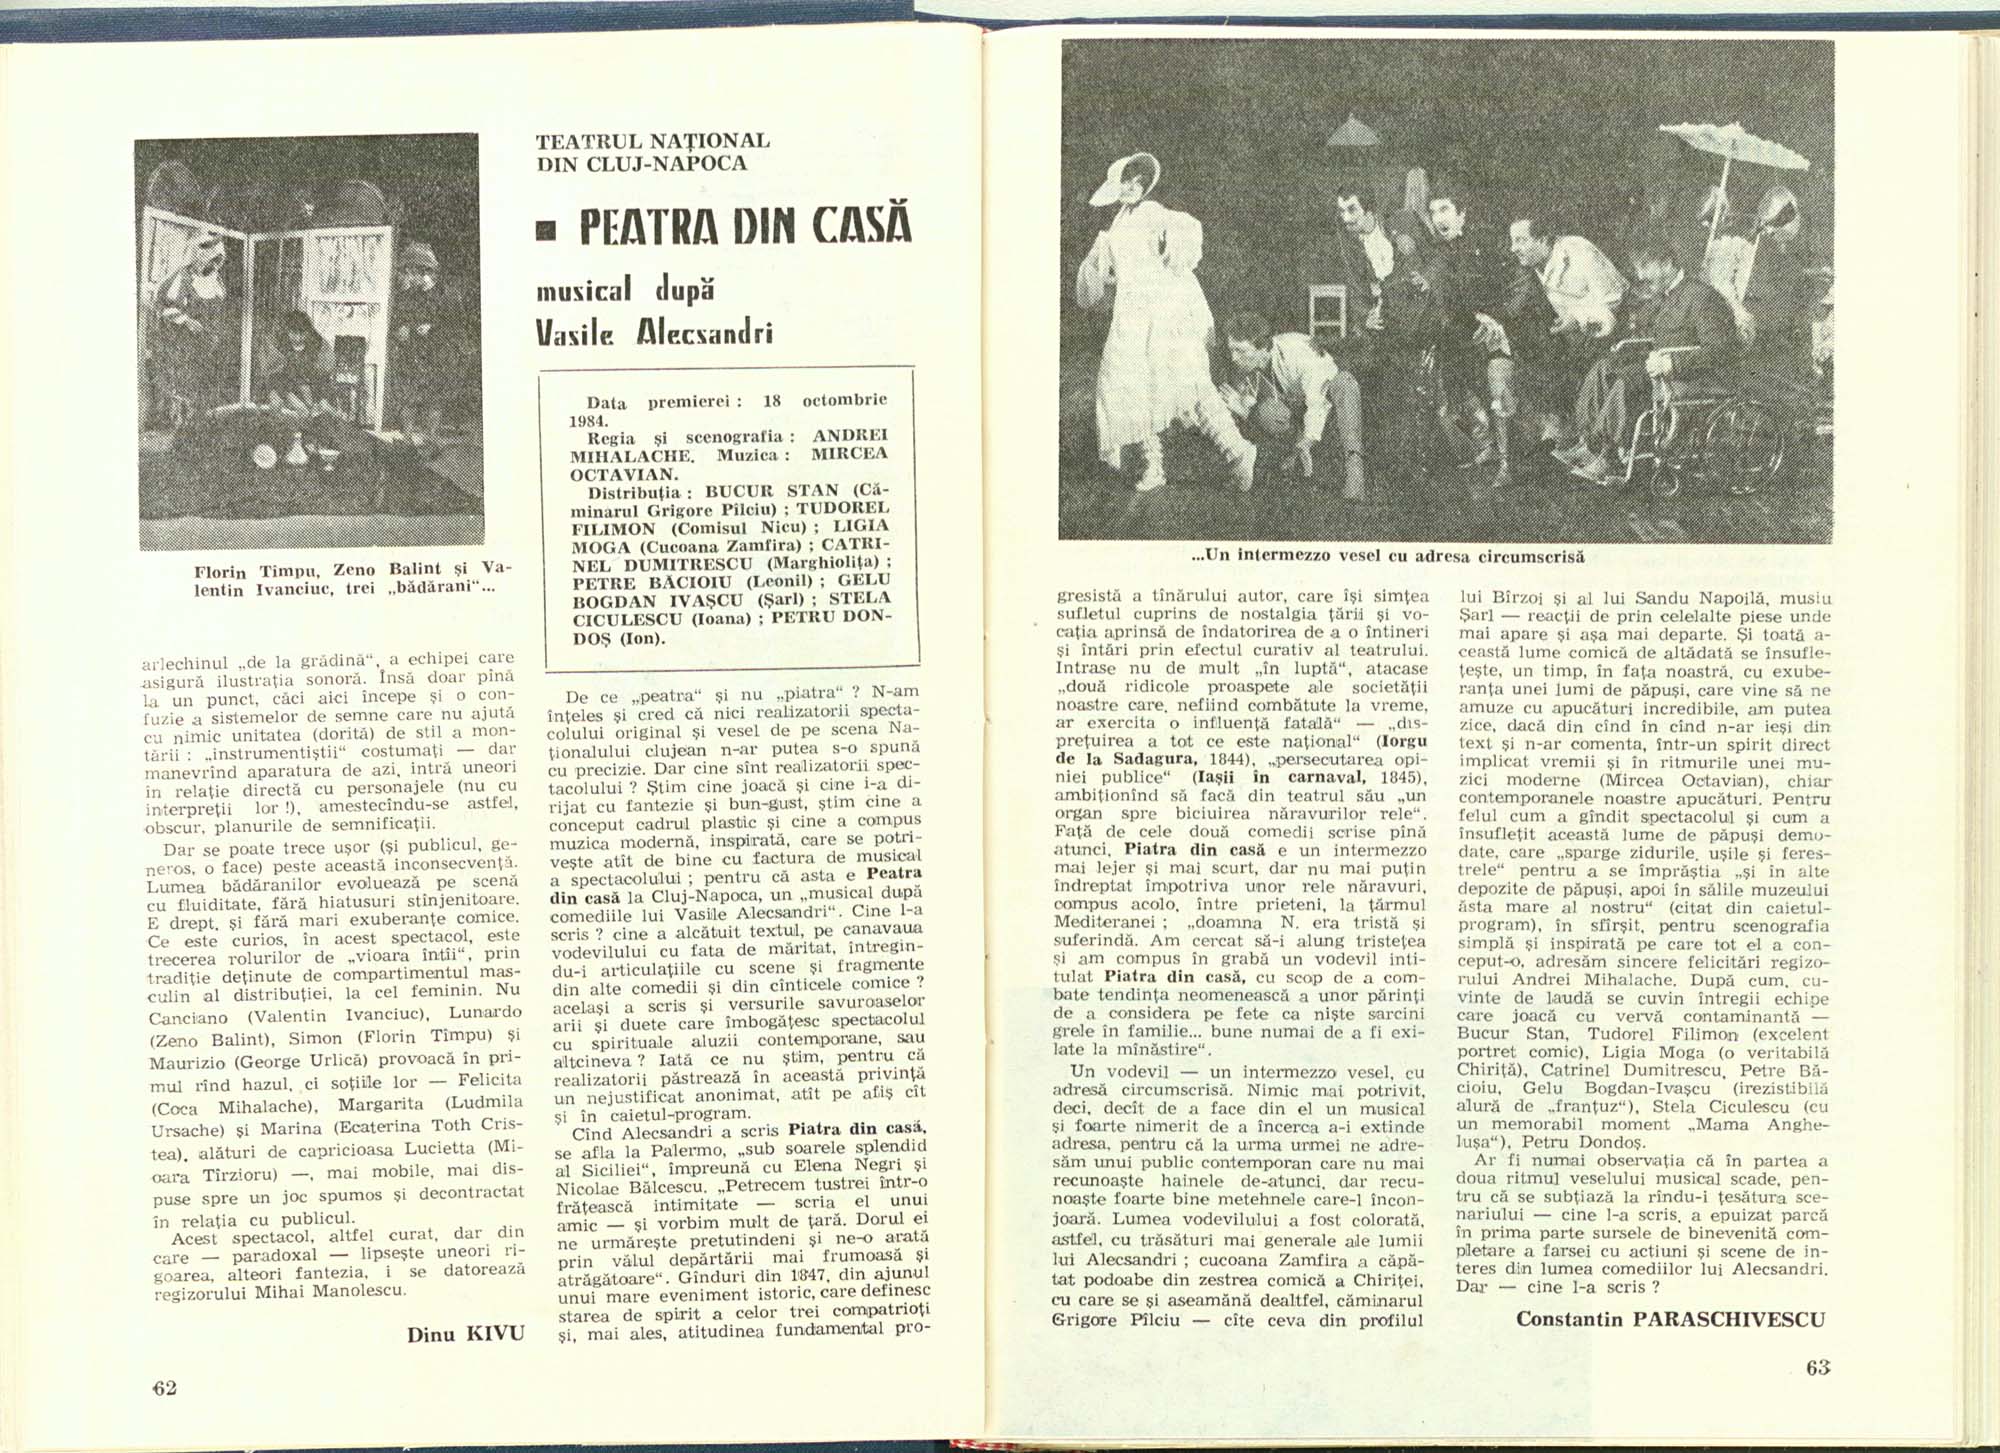 Florin Tîmpu, Zeno Balint și Va-
lentin Ivanciuc, trei „bădărani“...
arlechinul „de la grădină“, a echipei care
asigură ilustrația sonoră. Însă doar pînă
la un punct, căci aici începe și o con-
fuzie a sistemelor de semne care nu ajută
cu nimic unitatea (dorită) de stil a mon-
tării : „instrumentiștii“ costumați — dar
manevrînd aparatura de azi, intră uneori
în relație directă cu personajele (nu cu
interpreții lor !), amestecîndu-se astfel,
obscur, planurile de semnificații.
Dar se poate trece ușor (și publicul, ge-
neros, o face) peste această inconsecvență.
Lumea bădăranilor evoluează pe scenă
cu fluiditate, fără hiatusuri stînjenitoare.
E drept, și fără mari exuberanțe comice.
Ce este curios, în acest spectacol, este
trecerea rolurilor de „vioara întîi“, prin
tradiție deținute de compartimentul mas-
culin al distribuției, la cel feminin. Nu
Canciano (Valentin Ivanciuc), Lunardo
(Zeno Balint), Simon (Florin Tîmpu) și
Maurizio (George Urlică) provoacă în pri-
mul rînd hazul, ci soțiile lor — Felicita
(Coca Mihalache), Margarita (Ludmila
Ursache) și Marina (Ecaterina Toth Cris-
tea), alături de capricioasa Lucietta (Mi-
oara Tîrzioru) —, mai mobile, mai dis-
puse spre un joc spumos și decontractat
în relația cu publicul.
Acest spectacol, altfel curat, dar din
care — paradoxal — lipsește uneori ri-
goarea, alteori fantezia, i se datorează
regizorului Mihai Manolescu.
Dinu KIVU
62
TEATRUL NAȚIONAL
DIN CLUJ-NAPOCA
■ PEATRA DIN CASĂ
musical după
Vasile Alecsandri
Data premierei : 18 octombrie
1984.
Regia și scenografia : ANDREI
MIHALACHE. Muzica : MIRCEA
OCTAVIAN.
Distribuția : BUCUR STAN (Că-
minarul Grigore Pîlciu) ; TUDOREL
FILIMON (Comisul Nicu) ; LIGIA
MOGA (Cucoana Zamfira) ; CATRI-
NEL DUMITRESCU (Marghiolița) ;
PETRE BĂCIOIU (Leonil) ; GELU
BOGDAN IVAȘCU (Șarl) ; STELA
CICULESCU (Ioana) ; PETRU DON-
DOȘ (Ion).
De ce „peatra“ și nu „piatra“ ? N-am
înțeles și cred că nici realizatorii specta-
colului original și vesel de pe scena Na-
ționalului clujean n-ar putea s-o spună
cu precizie. Dar cine sînt realizatorii spec-
tacolului ? Știm cine joacă și cine i-a di-
rijat cu fantezie și bun-gust, știm cine a
conceput cadrul plastic și cine a compus
muzica modernă, inspirată, care se potri-
vește atît de bine cu factura de musical
a spectacolului ; pentru că asta e Peatra
din casă la Cluj-Napoca, un „musical după
comediile lui Vasile Alecsandri“. Cine l-a
scris ? cine a alcătuit textul, pe canavaua
vodevilului cu fata de măritat, întregin-
du-i articulațiile cu scene și fragmente
din alte comedii și din cînticele comice ?
același a scris și versurile savuroaselor
arii și duete care îmbogățesc spectacolul
cu spirituale aluzii contemporane, sau
altcineva ? Iată ce nu știm, pentru că
realizatorii păstrează în această privință
un nejustificat anonimat, atît pe afiș cît
și în caietul-program.
Cînd Alecsandri a scris Piatra din casă,
se afla la Palermo, „sub soarele splendid
al Siciliei“, împreună cu Elena Negri și
Nicolae Bălcescu. „Petrecem tustrei într-o
frățească intimitate — scria el unui
amic — și vorbim mult de țară. Dorul ei
ne urmărește pretutindeni și ne-o arată
prin vălul depărtării mai frumoasă și
atrăgătoare“. Gînduri din 1847, din ajunul
unui mare eveniment istoric, care definesc
starea de spirit a celor trei compatrioți
și, mai ales, atitudinea fundamental pro-
...Un intermezzo vesel cu adresa circumscrisă
gresistă a tînărului autor, care își simțea
sufletul cuprins de nostalgia țării și vo-
cația aprinsă de îndatorirea de a o întineri
și întări prin efectul curativ al teatrului.
Intrase nu de mult „în luptă“, atacase
„două ridicole proaspete ale societății
noastre care, nefiind combătute la vreme,
ar exercita o influență fatală“ — „dis-
prețuirea a tot ce este național“ (Iorgu
de la Sadagura, 1844), „persecutarea opi-
niei publice“ (Iașii în carnaval, 1845),
ambiționînd să facă din teatrul său „un
organ spre biciuirea năravurilor rele“.
Față de cele două comedii scrise pînă
atunci, Piatra din casă e un intermezzo
mai lejer și mai scurt, dar nu mai puțin
îndreptat împotriva unor rele năravuri,
compus acolo, între prieteni, la țărmul
Mediteranei ; „doamna N. era tristă și
suferindă. Am cercat să-i alung tristețea
și am compus în grabă un vodevil inti-
tulat Piatra din casă, cu scop de a com-
bate tendința neomenească a unor părinți
de a considera pe fete ca niște sarcini
grele în familie... bune numai de a fi exi-
late la mînăstire“.
Un vodevil — un intermezzo vesel, cu
adresă circumscrisă. Nimic mai potrivit,
deci, decît de a face din el un musical
și foarte nimerit de a încerca a-i extinde
adresa, pentru că la urma urmei ne adre-
săm unui public contemporan care nu mai
recunoaște hainele de-atunci, dar recu-
noaște foarte bine metehnele care-l încon-
joară. Lumea vodevilului a fost colorată,
astfel, cu trăsături mai generale ale lumii
lui Alecsandri ; cucoana Zamfira a căpă-
tat podoabe din zestrea comică a Chiriței,
cu care se și aseamănă dealtfel, căminarul
Grigore Pîlciu — cîte ceva din profilul
lui Bîrzoi și al lui Sandu Napoilă, musiu
Șarl — reacții de prin celelalte piese unde
mai apare și așa mai departe. Și toată a-
ceastă lume comică de altădată se însufle-
țește, un timp, în fața noastră, cu exube-
ranța unei lumi de păpuși, care vine să ne
amuze cu apucături incredibile, am putea
zice, dacă din cînd în cînd n-ar ieși din
text și n-ar comenta, într-un spirit direct
implicat vremii și în ritmurile unei mu-
zici moderne (Mircea Octavian), chiar
contemporanele noastre apucături. Pentru
felul cum a gîndit spectacolul și cum a
însuflețit această lume de păpuși demo-
date, care „sparge zidurile, ușile și feres-
trele“ pentru a se împrăștia „și în alte
depozite de păpuși, apoi în sălile muzeului
ăsta mare al nostru“ (citat din caietul-
program), în sfîrșit, pentru scenografia
simplă și inspirată pe care tot el a con-
ceput-o, adresăm sincere felicitări regizo-
rului Andrei Mihalache. După cum, cu-
vinte de laudă se cuvin întregii echipe
care joacă cu vervă contaminantă —
Bucur Stan, Tudorel Filimon (excelent
portret comic), Ligia Moga (o veritabilă
Chiriță), Catrinel Dumitrescu, Petre Bă-
cioiu, Gelu Bogdan-Ivașcu (irezistibilă
alură de „franțuz“), Stela Ciculescu (cu
un memorabil moment „Mama Anghe-
lușa“), Petru Dondoș.
Ar fi numai observația că în partea a
doua ritmul veselului musical scade, pen-
tru că se subțiază la rîndu-i țesătura sce-
nariului — cine l-a scris, a epuizat parcă
în prima parte sursele de binevenită com-
pletare a farsei cu acțiuni și scene de in-
teres din lumea comediilor lui Alecsandri.
Dar — cine l-a scris ?
Constantin PARASCHIVESCU
63